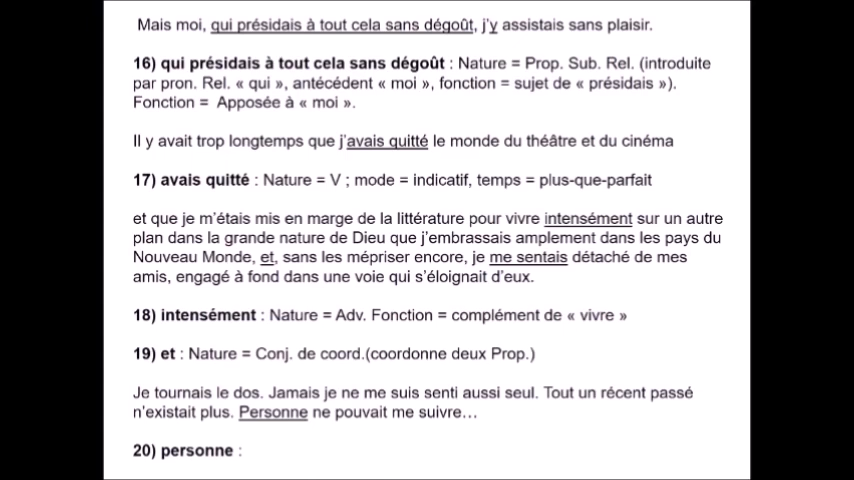 Mais moi, qui présidais à tout cela sans dégoût, j'y assistais sans plaisir.
16) qui présidais à tout cela sans dégoût : Nature = Prop. Sub. Rel. (introduite
par pron. Rel. « qui », antécédent « moi », fonction = sujet de « présidais »).
Fonction = Apposée à « moi ».
Il y avait trop longtemps que j'avais quitté le monde du théâtre et du cinéma
17) avais quitté : Nature = V ; mode = indicatif, temps = plus-que-parfait
et que je m'étais mis en marge de la littérature pour vivre intensément sur un autre
plan dans la grande nature de Dieu que j'embrassais amplement dans les pays du
Nouveau Monde, et, sans les mépriser encore, je me sentais détaché de mes
amis, engagé à fond dans une voie qui s'éloignait d'eux.
18) intensément : Nature = Adv. Fonction = complément de « vivre »
19) et : Nature = Conj. de coord.(coordonne deux Prop.)
Je tournais le dos. Jamais je ne me suis senti aussi seul. Tout un récent passé
n'existait plus. Personne ne pouvait me suivre…
20) personne :